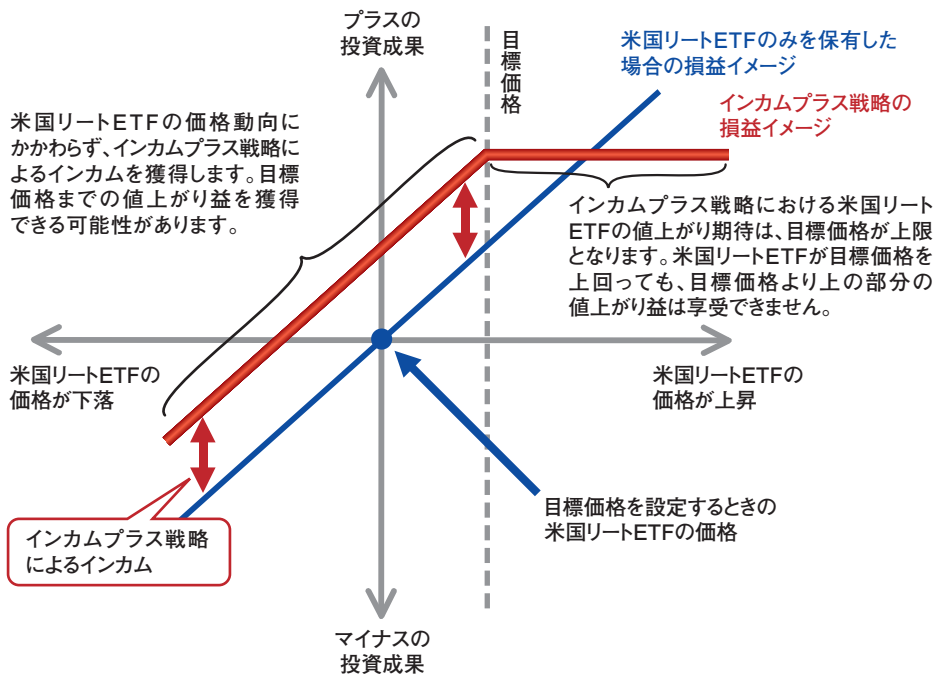 プラスの
投資成果
目標価格
米国リートETFのみを保有した
場合の損益イメージ
インカムプラス戦略の
損益イメージ
米国リートETFの価格動向に
かかわらず、インカムプラス戦略に
よるインカムを獲得します。目標
価格までの値上がり益を獲得
できる可能性があります。
インカムプラス戦略における米国リート
ETFの値上がり期待は、目標価格が上限
となります。米国リートETFが目標価格を
上回っても、目標価格より上の部分の
値上がり益は享受できません。
米国リートETFの
価格が下落
米国リートETFの
価格が上昇
目標価格を設定するときの
米国リートETFの価格
インカムプラス戦略
によるインカム
マイナスの
投資成果